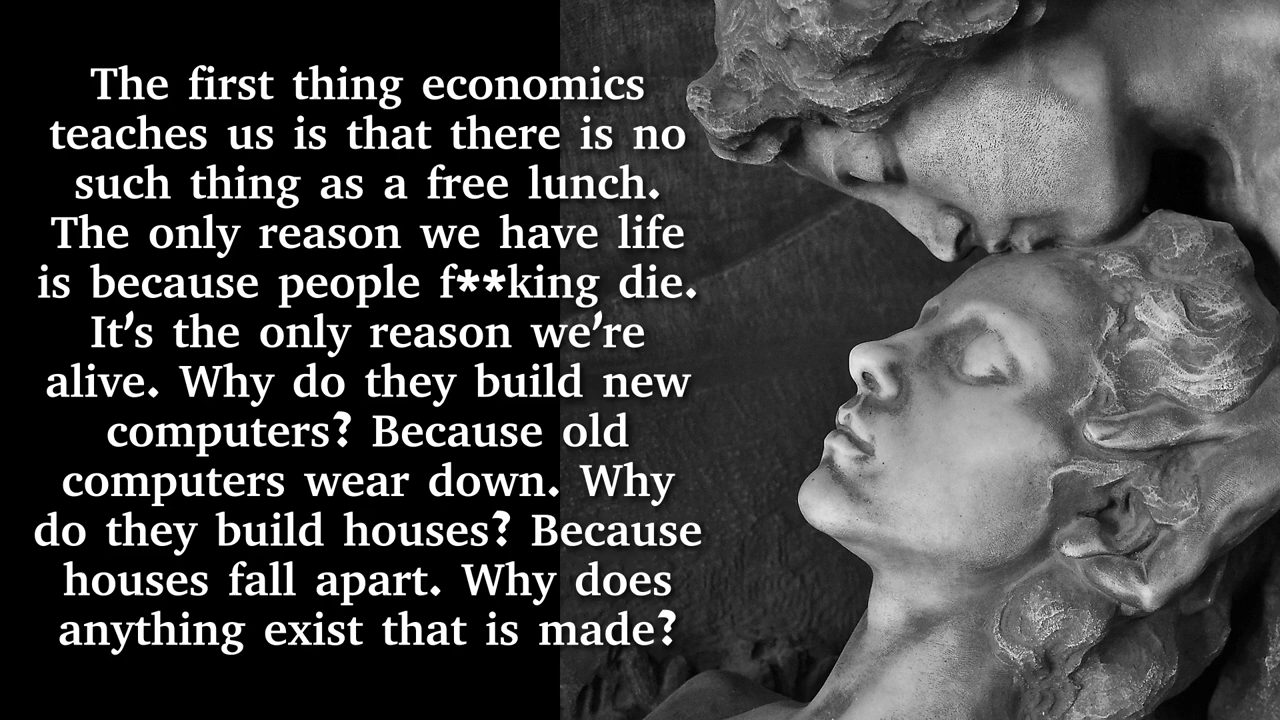 The first thing economics
teaches us is that there is no
such thing as a free lunch.
The only reason we have life
is because people f**king die.
It's the only reason we're
alive. Why do they build new
computers? Because old
computers wear down. Why
do they build houses? Because
houses fall apart. Why does
anything exist that is made?